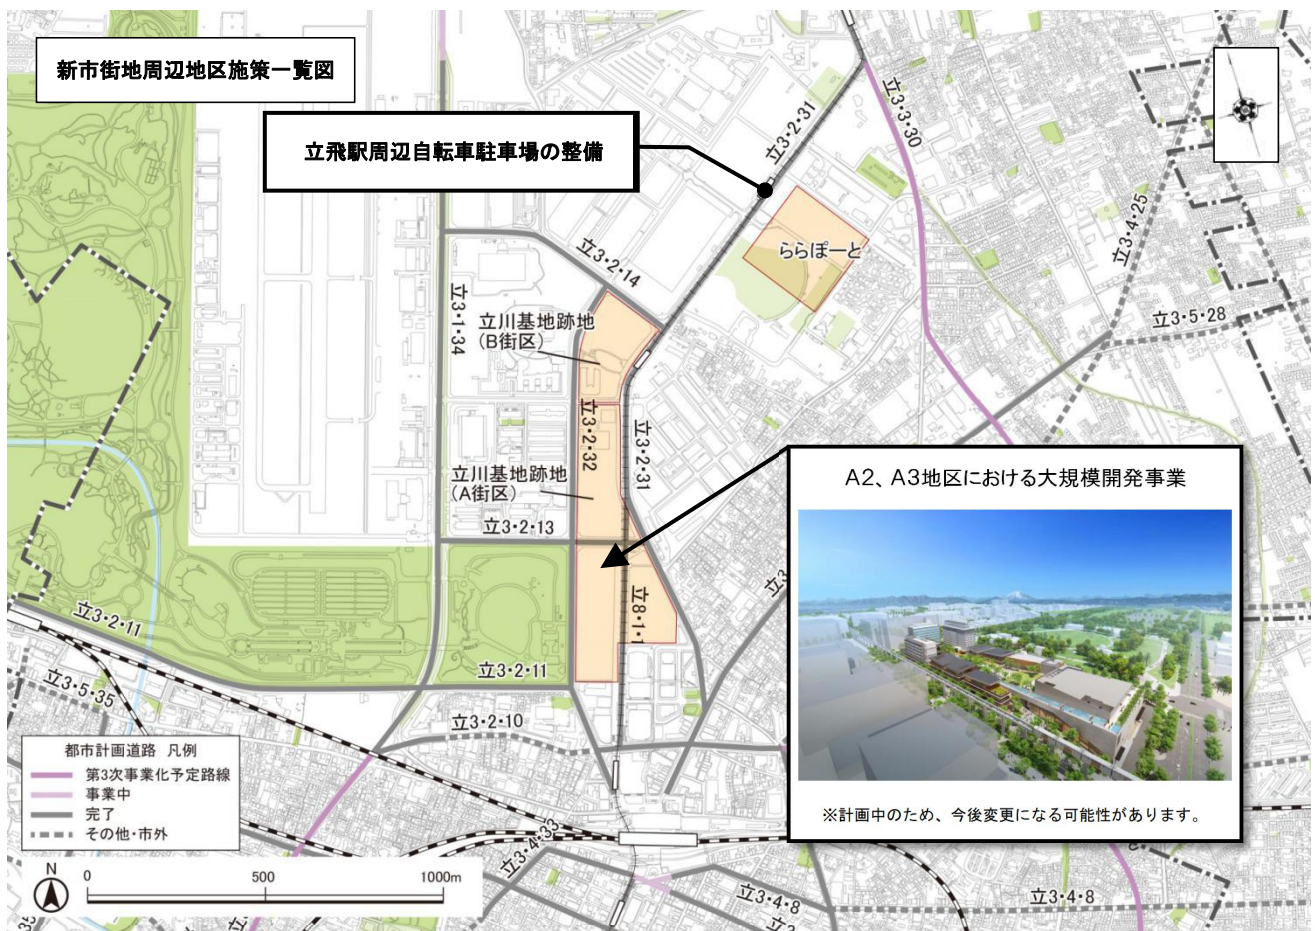 新市街地周辺地区施策一覧図
立飛駅周辺自転車駐車場の整備
立3・2・31
立3・3・30
立3・4・25
立3・2・14
ららぽーと
立3・1・34
立川基地跡地
(B街区)
立3・5・28
立3・2・32
立3・2・31
立川基地跡地
(A街区)
立3・2・13
A2、A3地区における大規模開発事業
立3・2・11
立8・1・1
立3・2・11
立3・5・35
立3・2・10
都市計画道路 凡例
第3次事業化予定路線
事業中
完了
その他・市外
※計画中のため、今後変更になる可能性があります。
立3・4・33
N
0
500
1000m
立3・4・8
立3・4・8